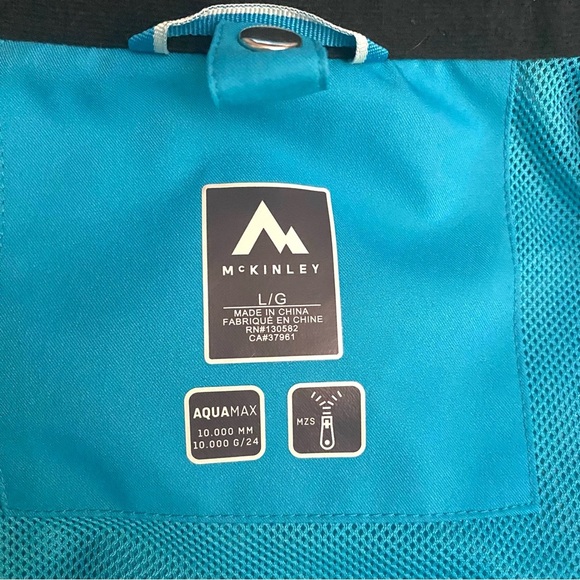 McKINLEY
L/G
MADE IN CHINA
FABRIQUÉ EN CHINE
RN#130582
CA#37961
AQUAMAX
10.000 MM
10.000 G/24
MZS